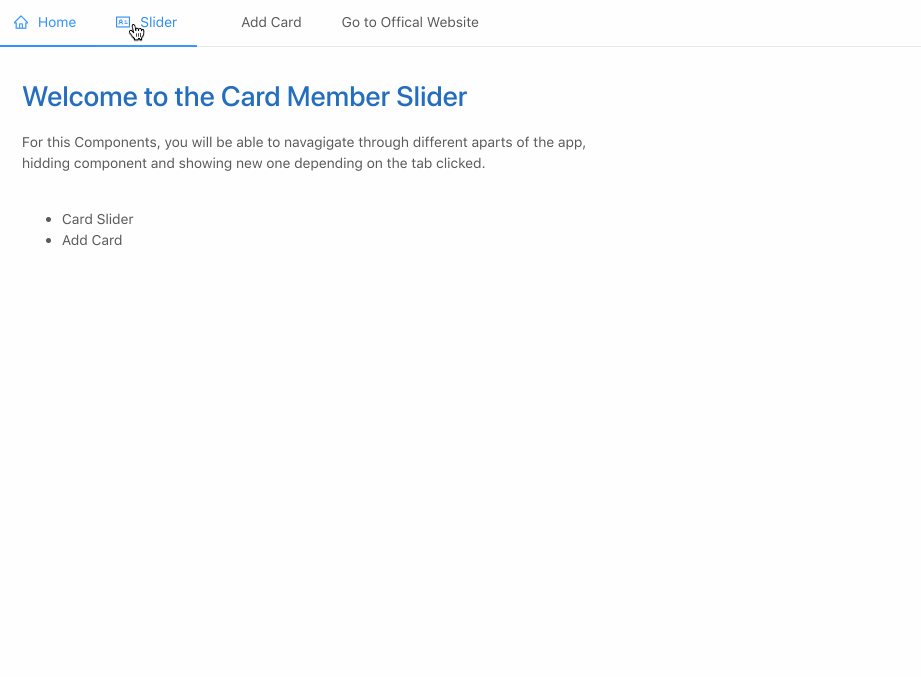 Home Slider Add Card Go to Offical Website
Welcome to the Card Member Slider
For this Components, you will be able to navagigate through different aparts of the app,
hidding component and showing new one depending on the tab clicked.
Card Slider
Add Card